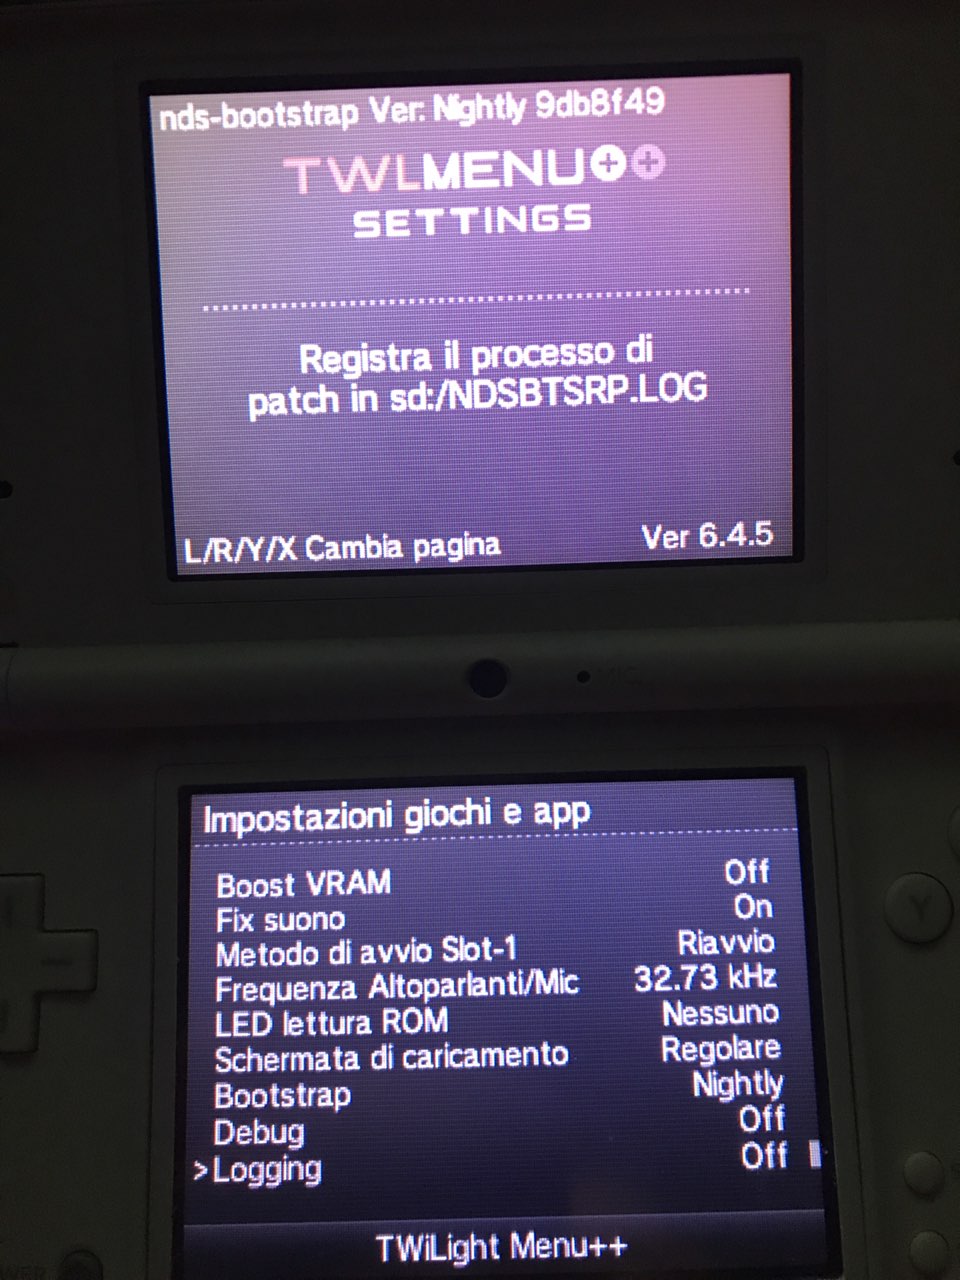 nds-bootstrap Ver: Nightly 9db8f49
TWLMENU++
SETTINGS
Registra il processo di
patch in sd:/NDSBTSRP.LOG
L/R/Y/X Cambia pagina
Ver 6.4.5
MIC
Impostazioni giochi e app
Boost VRAM Off
Fix suono On
Metodo di avvio Slot-1 Riavvio
Frequenza Altoparlanti/Mic 32.73 kHz
LED lettura ROM Nessuno
Schermata di caricamento Regolare
Bootstrap Nightly
Debug Off
>Logging Off
Y
TWiLight Menu++